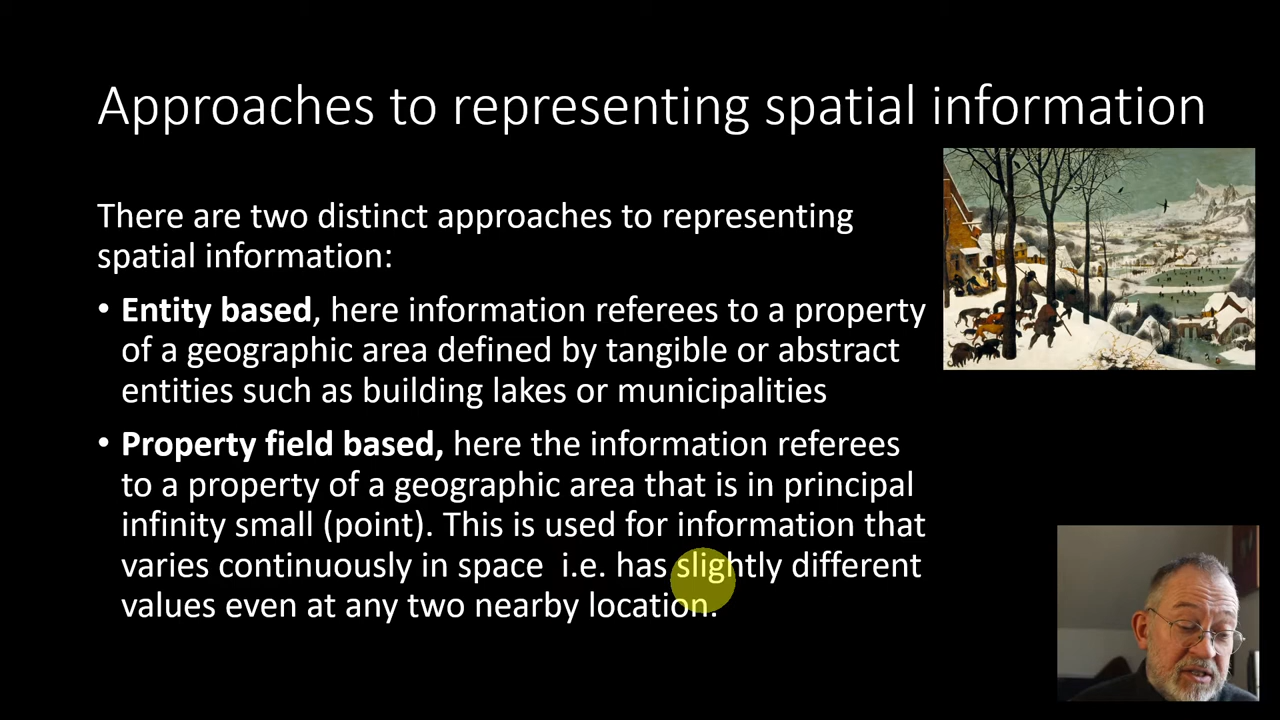 Approaches to representing spatial information
There are two distinct approaches to representing
spatial information:
• Entity based, here information referees to a property
of a geographic area defined by tangible or abstract
entities such as building lakes or municipalities
• Property field based, here the information referees
to a property of a geographic area that is in principal
infinity small (point). This is used for information that
varies continuously in space  i.e. has slightly different
values even at any two nearby location.